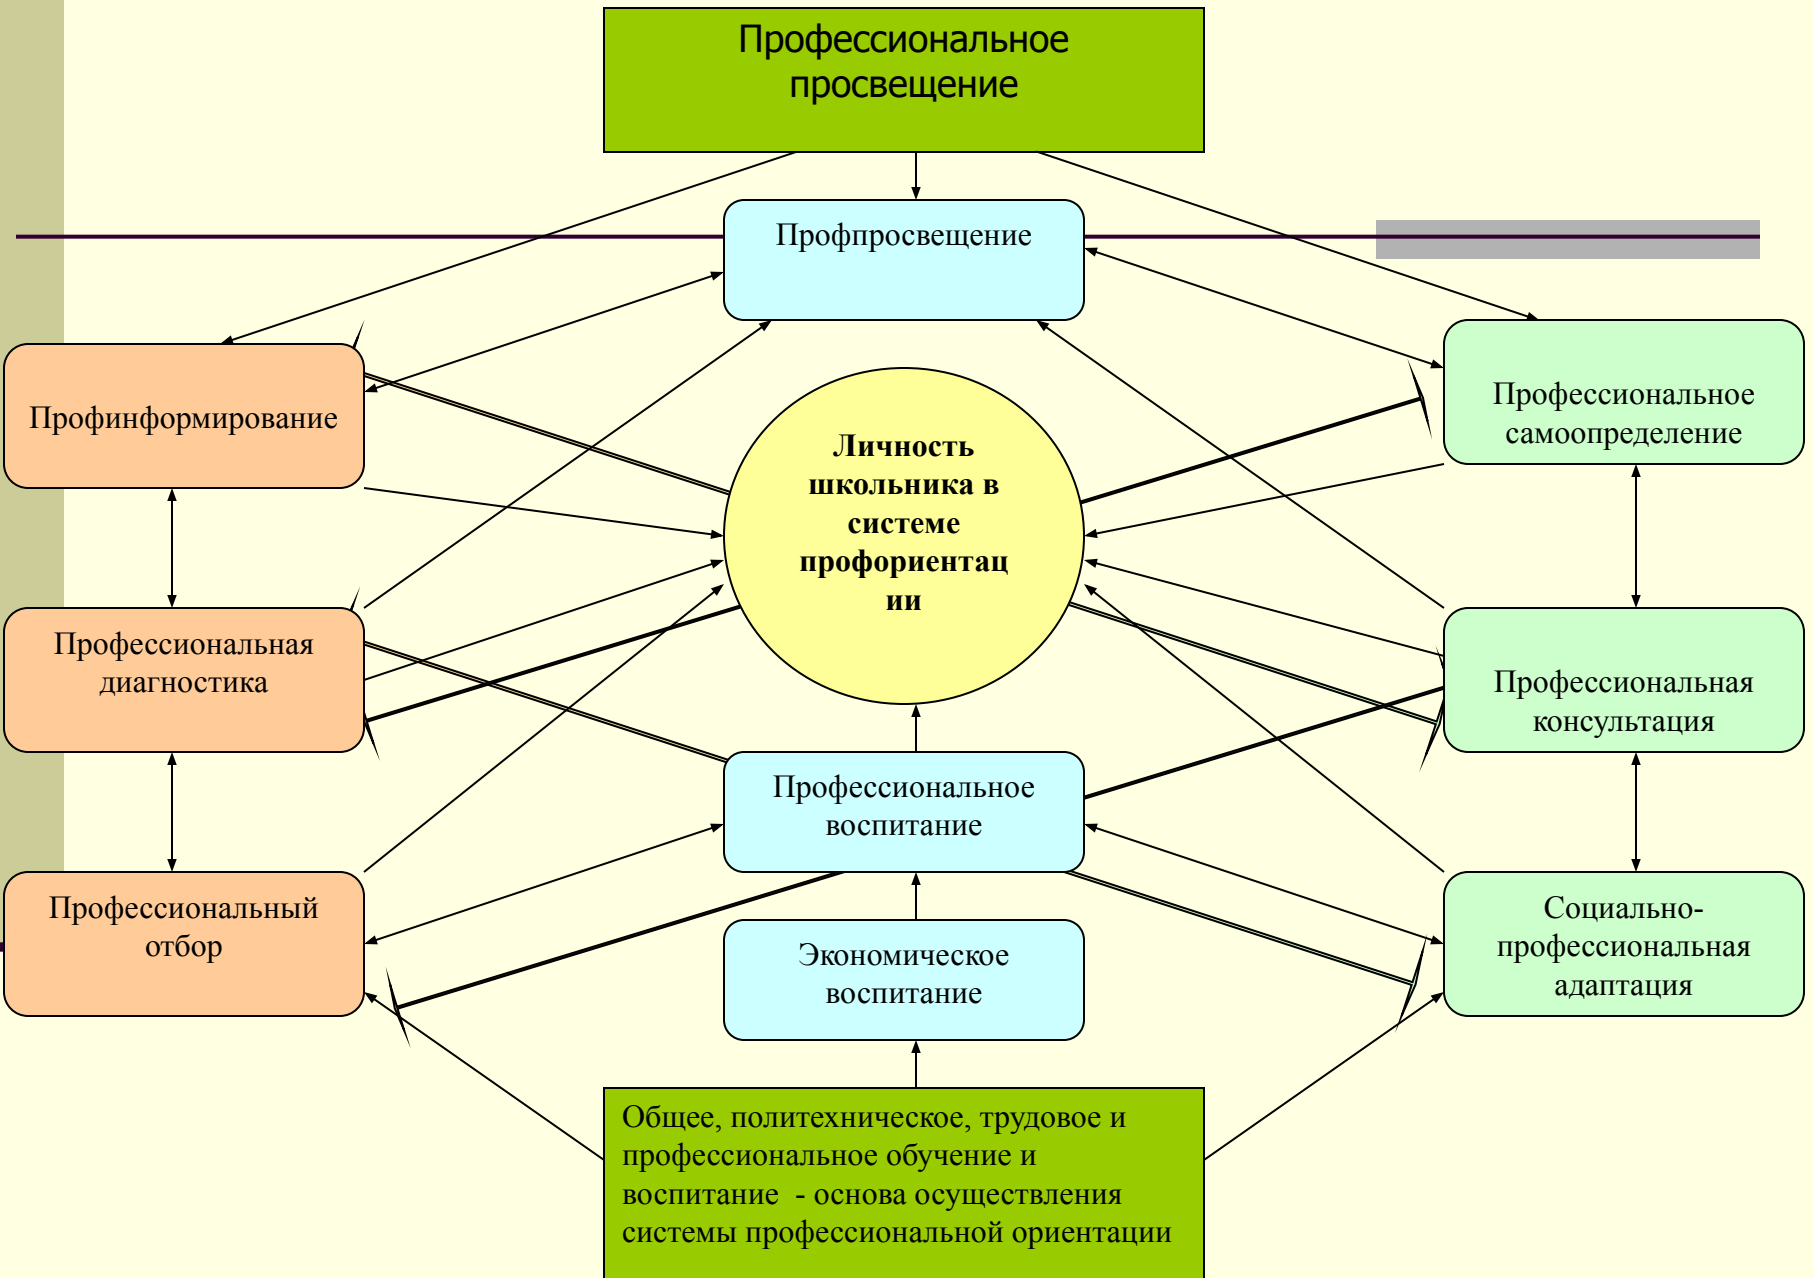 Профессиональное
просвещение
Профпросвещение
Профинформирование
Личность
школьника в
системе
профориентац
ии
Профессиональное
самоопределение
Профессиональная
диагностика
Профессиональная
консультация
Профессиональное
воспитание
Профессиональный
отбор
Экономическое
воспитание
Социально-
профессиональная
адаптация
Общее, политехническое, трудовое и
профессиональное обучение и
воспитание  - основа осуществления
системы профессиональной ориентации